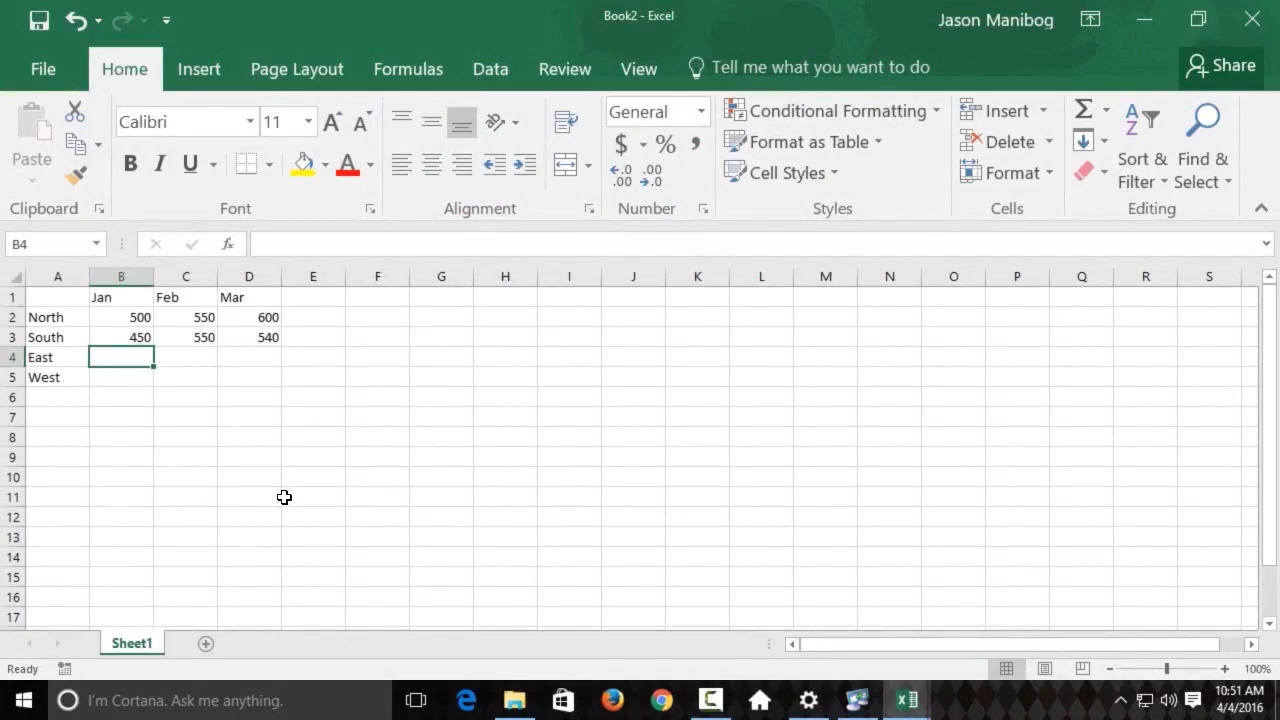 Book2 - Excel
Jason Manibog
File Home Insert Page Layout Formulas Data Review View Tell me what you want to do Share
Paste
Calibri 11
B I U A
General
$ % ,
Conditional Formatting
Format as Table
Cell Styles
Insert
Delete
Format
Σ
Sort & Filter
Find & Select
Clipboard Font Alignment Number Styles Cells Editing
B4 fx
A B C D E F G H I J K L M N O P Q R S
1 Jan Feb Mar
2 North 500 550 600
3 South 450 550 540
4 East
5 West
6
7
8
9
10
11
12
13
14
15
16
17
Sheet1
Ready 100%
I'm Cortana. Ask me anything.
10:51 AM
4/4/2016